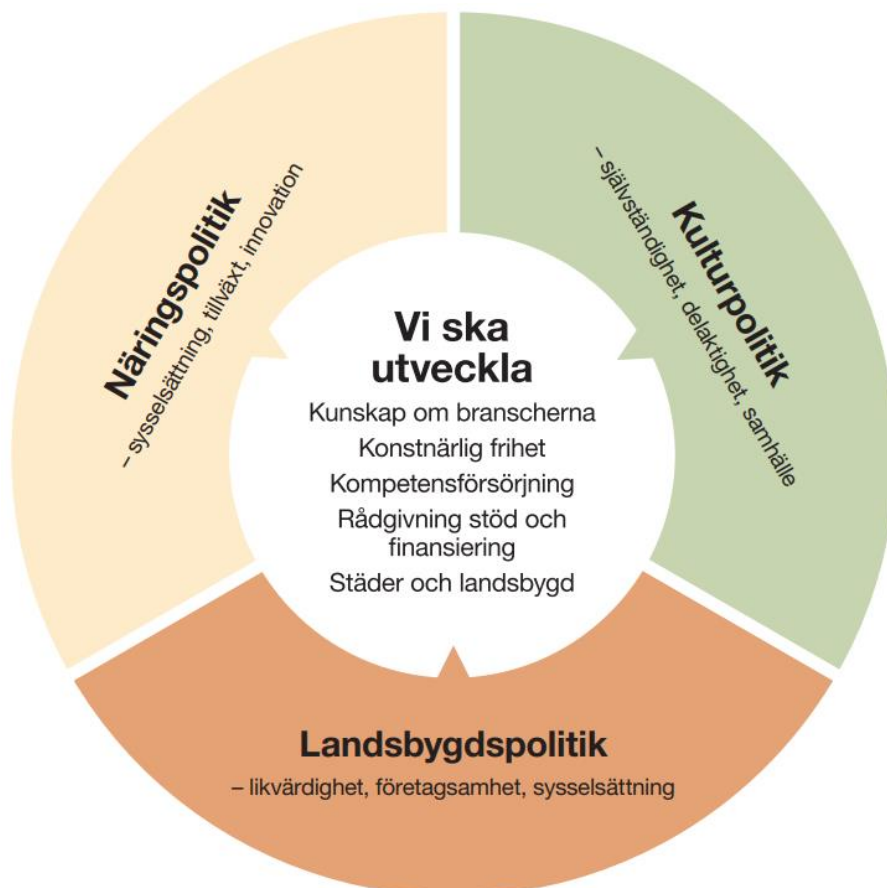 Näringspolitik
– sysselsättning, tillväxt, innovation
Kulturpolitik
– självständighet, delaktighet, samhälle
Vi ska
utveckla
Kunskap om branscherna
Konstnärlig frihet
Kompetensförsörjning
Rådgivning stöd och
finansiering
Städer och landsbygd
Landsbygdspolitik
– likvärdighet, företagsamhet, sysselsättning